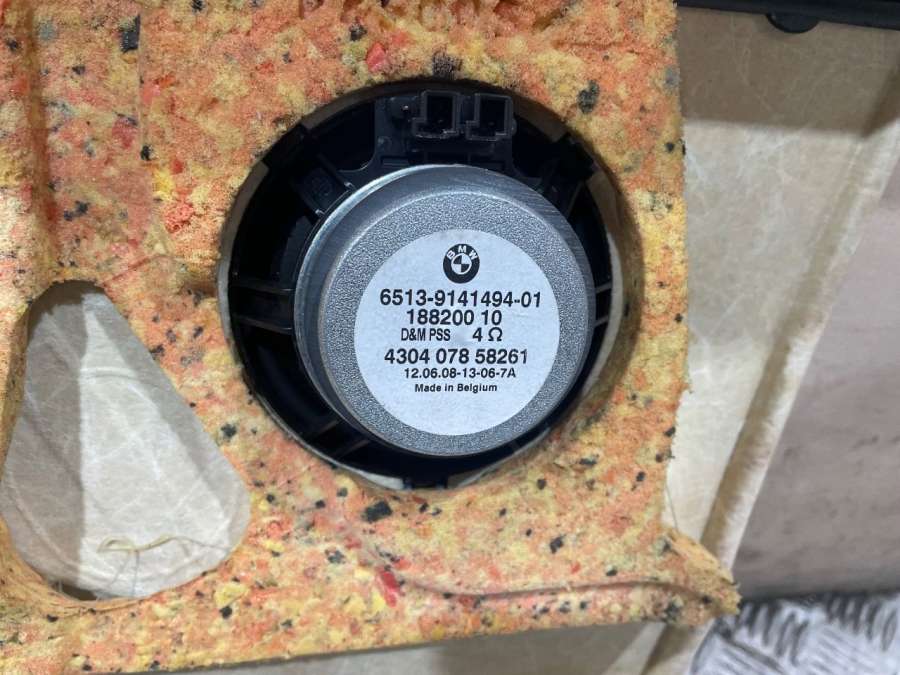 BMW
6513-9141494-01
188200 10
D&M PSS 4 Ω
4304 078 58261
12.06.08-13-06-7A
Made in Belgium